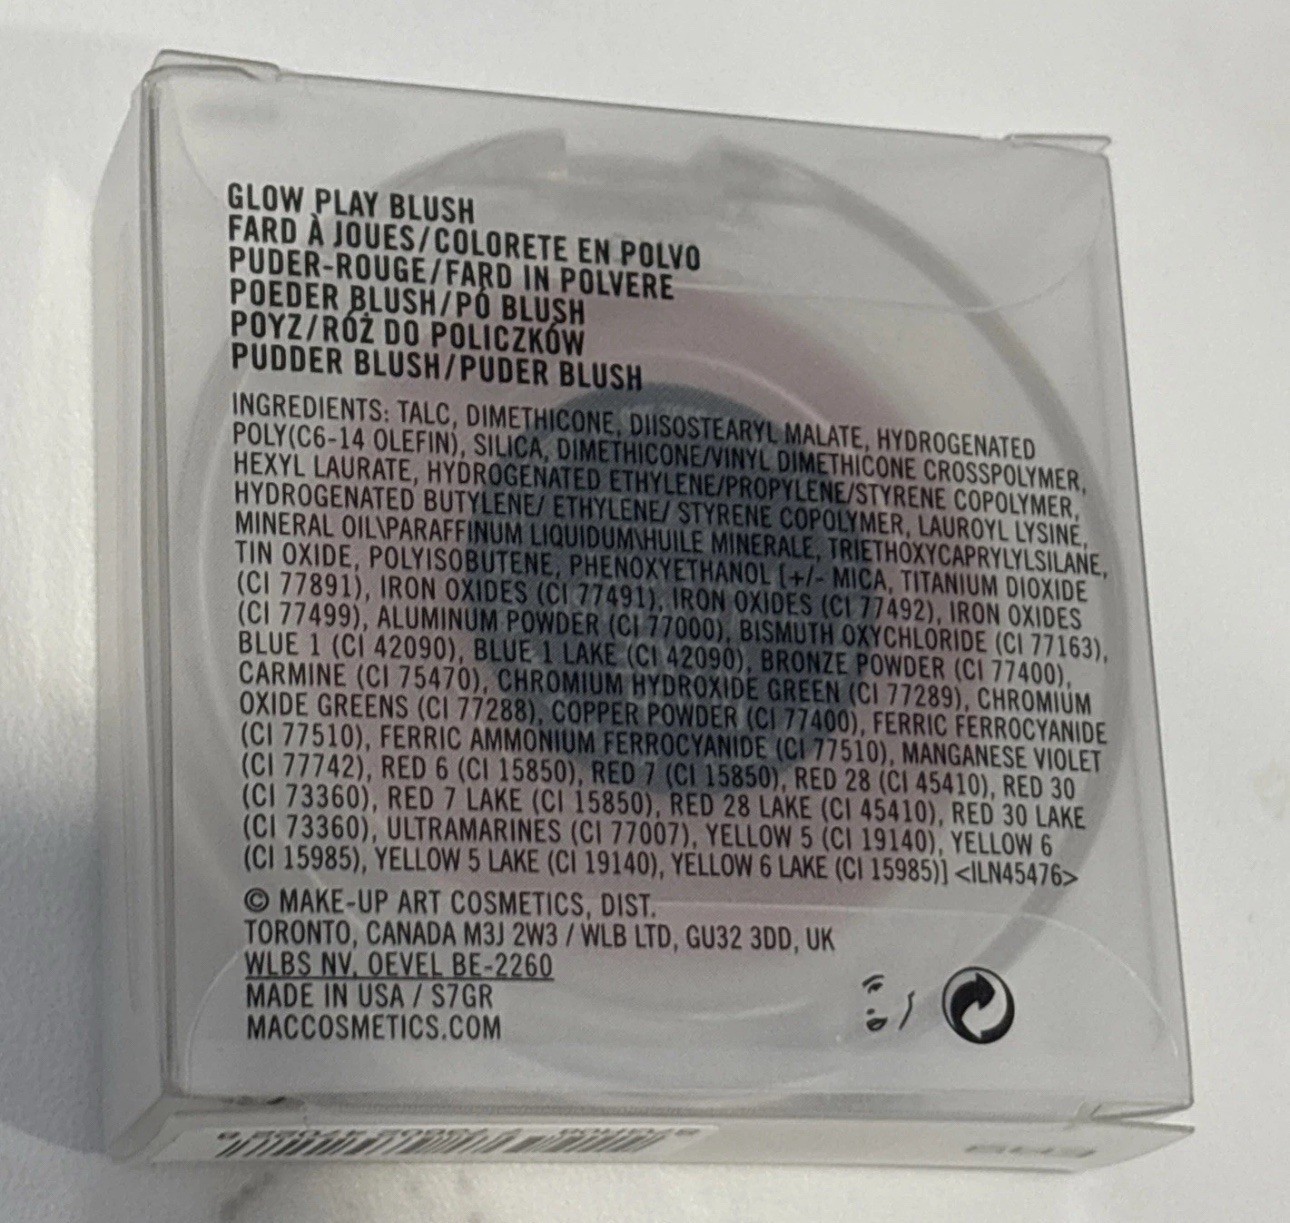 GLOW PLAY BLUSH
FARD À JOUES/COLORETE EN POLVO
PUDER-ROUGE/FARD IN POLVERE
POEDER BLUSH/PÓ BLUSH
POYZ/RÓŻ DO POLICZKÓW
PUDDER BLUSH/PUDER BLUSH
INGREDIENTS: TALC, DIMETHICONE, DIISOSTEARYL MALATE, HYDROGENATED
POLY(C6-14 OLEFIN), SILICA, DIMETHICONE/VINYL DIMETHICONE CROSSPOLYMER,
HEXYL LAURATE, HYDROGENATED ETHYLENE/PROPYLENE/STYRENE COPOLYMER,
HYDROGENATED BUTYLENE/ ETHYLENE/ STYRENE COPOLYMER, LAUROYL LYSINE,
MINERAL OIL\PARAFFINUM LIQUIDUM\HUILE MINERALE, TRIETHOXYCAPRYLYLSILANE,
TIN OXIDE, POLYISOBUTENE, PHENOXYETHANOL [+/- MICA, TITANIUM DIOXIDE
(CI 77891), IRON OXIDES (CI 77491), IRON OXIDES (CI 77492), IRON OXIDES
(CI 77499), ALUMINUM POWDER (CI 77000), BISMUTH OXYCHLORIDE (CI 77163),
BLUE 1 (CI 42090), BLUE 1 LAKE (CI 42090), BRONZE POWDER (CI 77400),
CARMINE (CI 75470), CHROMIUM HYDROXIDE GREEN (CI 77289), CHROMIUM
OXIDE GREENS (CI 77288), COPPER POWDER (CI 77400), FERRIC FERROCYANIDE
(CI 77510), FERRIC AMMONIUM FERROCYANIDE (CI 77510), MANGANESE VIOLET
(CI 77742), RED 6 (CI 15850), RED 7 (CI 15850), RED 28 (CI 45410), RED 30
(CI 73360), RED 7 LAKE (CI 15850), RED 28 LAKE (CI 45410), RED 30 LAKE
(CI 73360), ULTRAMARINES (CI 77007), YELLOW 5 (CI 19140), YELLOW 6
(CI 15985), YELLOW 5 LAKE (CI 19140), YELLOW 6 LAKE (CI 15985)] <ILN45476>
© MAKE-UP ART COSMETICS, DIST.
TORONTO, CANADA M3J 2W3 / WLB LTD, GU32 3DD, UK
WLBS NV, OEVEL BE-2260
MADE IN USA / S7GR
MACCOSMETICS.COM